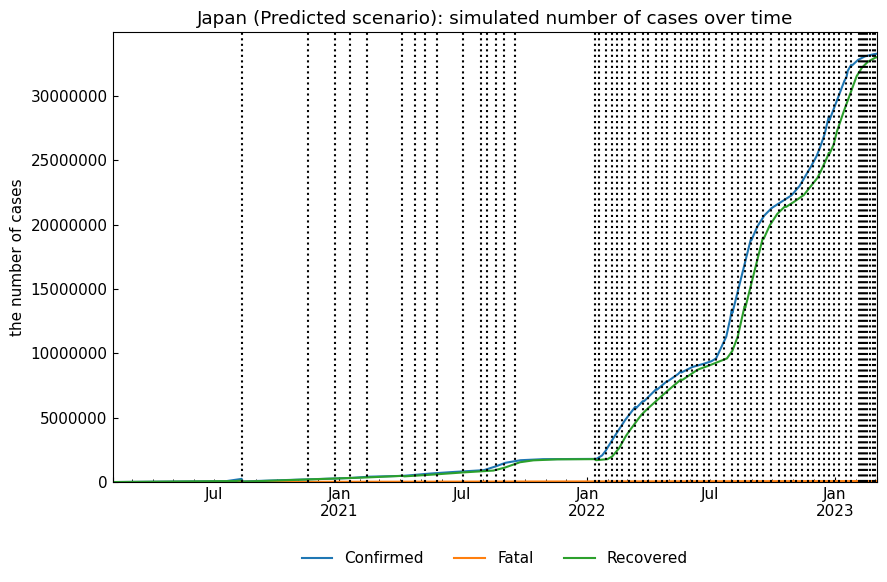 Japan (Predicted scenario): simulated number of cases over time
the number of cases
30000000
25000000
20000000
15000000
10000000
5000000
0
Jul
Jan
2021
Jul
Jan
2022
Jul
Jan
2023
Confirmed
Fatal
Recovered